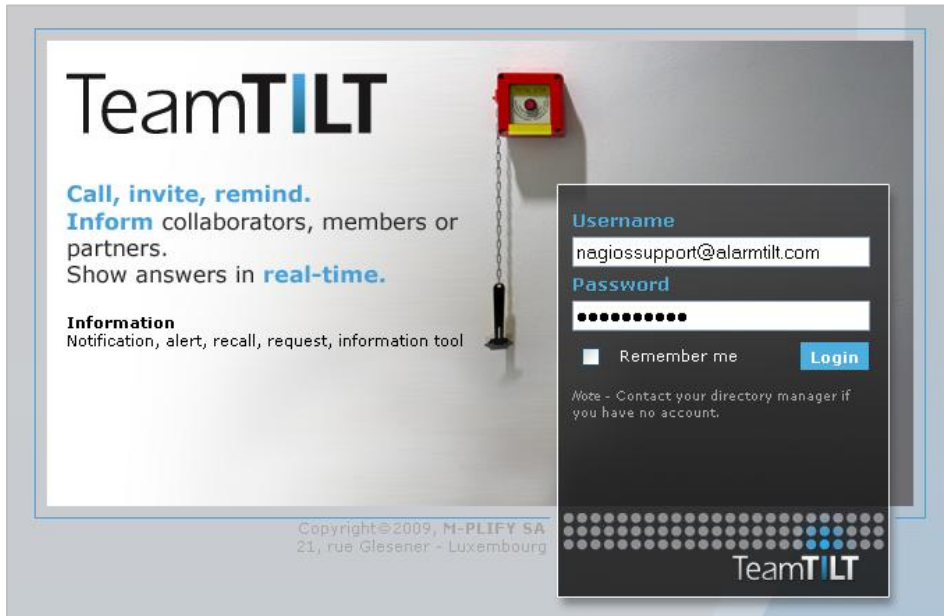 TeamTILT
Call, invite, remind.
Inform collaborators, members or
partners.
Show answers in real-time.
Information
Notification, alert, recall, request, information tool
Username
nagiossupport@alarmtilt.com
Password
••••••••••
Remember me
Login
Note - Contact your directory manager if
you have no account.
Copyright©2009, M-PLIFY SA
21, rue Glesener - Luxembourg
TeamTILT